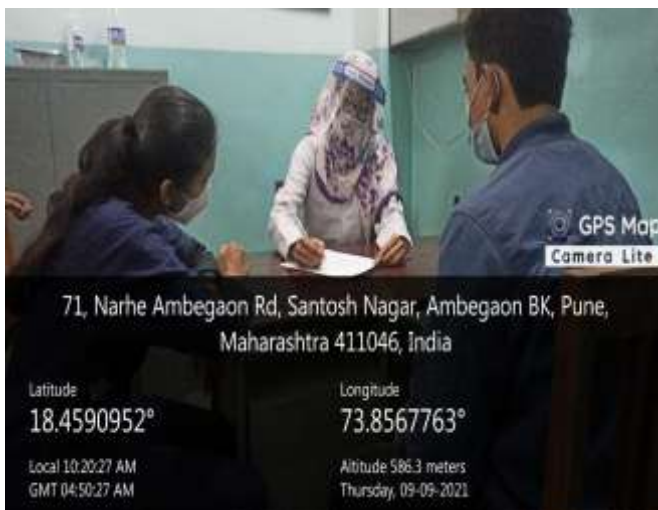 GPS Map
Camera Lite
71, Narhe Ambegaon Rd, Santosh Nagar, Ambegaon BK, Pune,
Maharashtra 411046, India
Latitude
18.4590952°
Longitude
73.8567763°
Local 10:20:27 AM
GMT 04:50:27 AM
Altitude 586.3 meters
Thursday, 09-09-2021